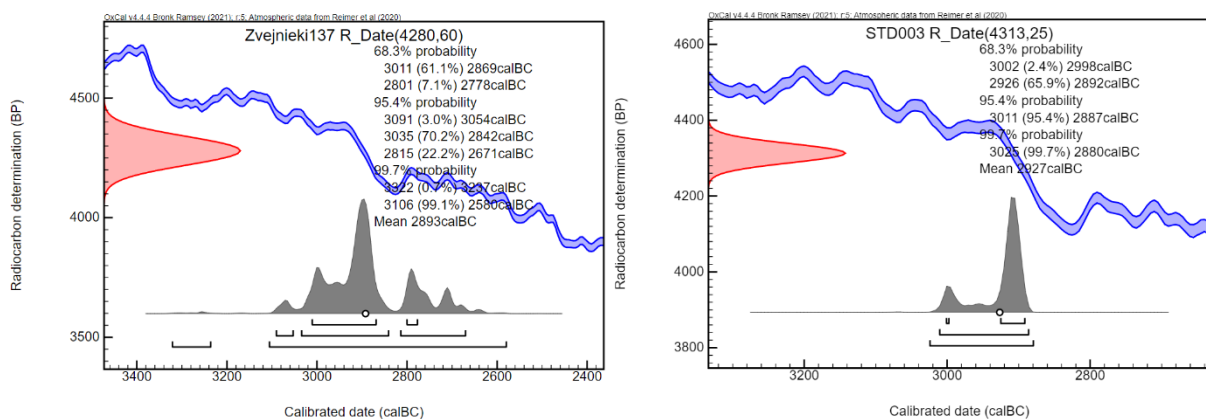 OxCal v4.4.4 Bronk Ramsey (2021); r:5; Atmospheric data from Reimer et al (2020)
Zvejnieki137 R_Date(4280,60)
68.3% probability
3011 (61.1%) 2869calBC
2801 (7.1%) 2778calBC
95.4% probability
3091 (3.0%) 3054calBC
3035 (70.2%) 2842calBC
2815 (22.2%) 2671calBC
99.7% probability
3322 (0.7%) 3237calBC
3106 (99.1%) 2580calBC
Mean 2893calBC
Radiocarbon determination (BP)
4500
4000
3500
3400
3200
3000
2800
2600
2400
Calibrated date (calBC)
OxCal v4.4.4 Bronk Ramsey (2021); r:5; Atmospheric data from Reimer et al (2020)
STD003 R_Date(4313,25)
68.3% probability
3002 (2.4%) 2998calBC
2926 (65.9%) 2892calBC
95.4% probability
3011 (95.4%) 2887calBC
99.7% probability
3025 (99.7%) 2880calBC
Mean 2927calBC
Radiocarbon determination (BP)
4600
4400
4200
4000
3800
3200
3000
2800
Calibrated date (calBC)